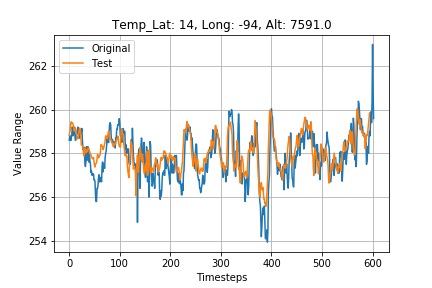 Temp_Lat: 14, Long: -94, Alt: 7591.0
Original
Test
Value Range
262
260
258
256
254
0
100
200
300
400
500
600
Timesteps